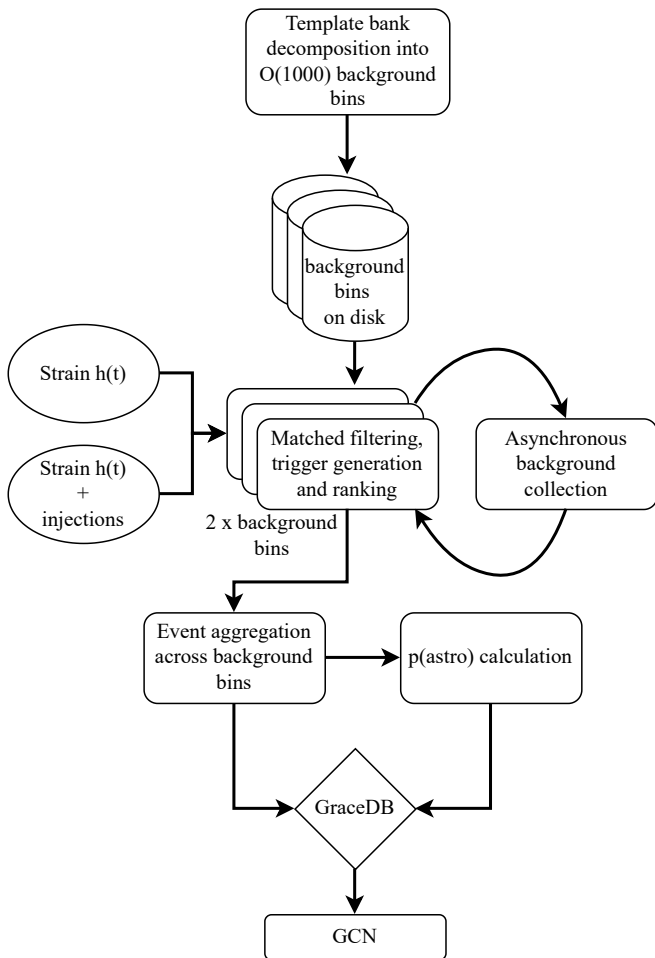 Template bank
decomposition into
O(1000) background
bins
background
bins
on disk
Strain h(t)
Strain h(t)
+
injections
Matched filtering,
trigger generation
and ranking
Asynchronous
background
collection
2 x background
bins
Event aggregation
across background
bins
p(astro) calculation
GraceDB
GCN